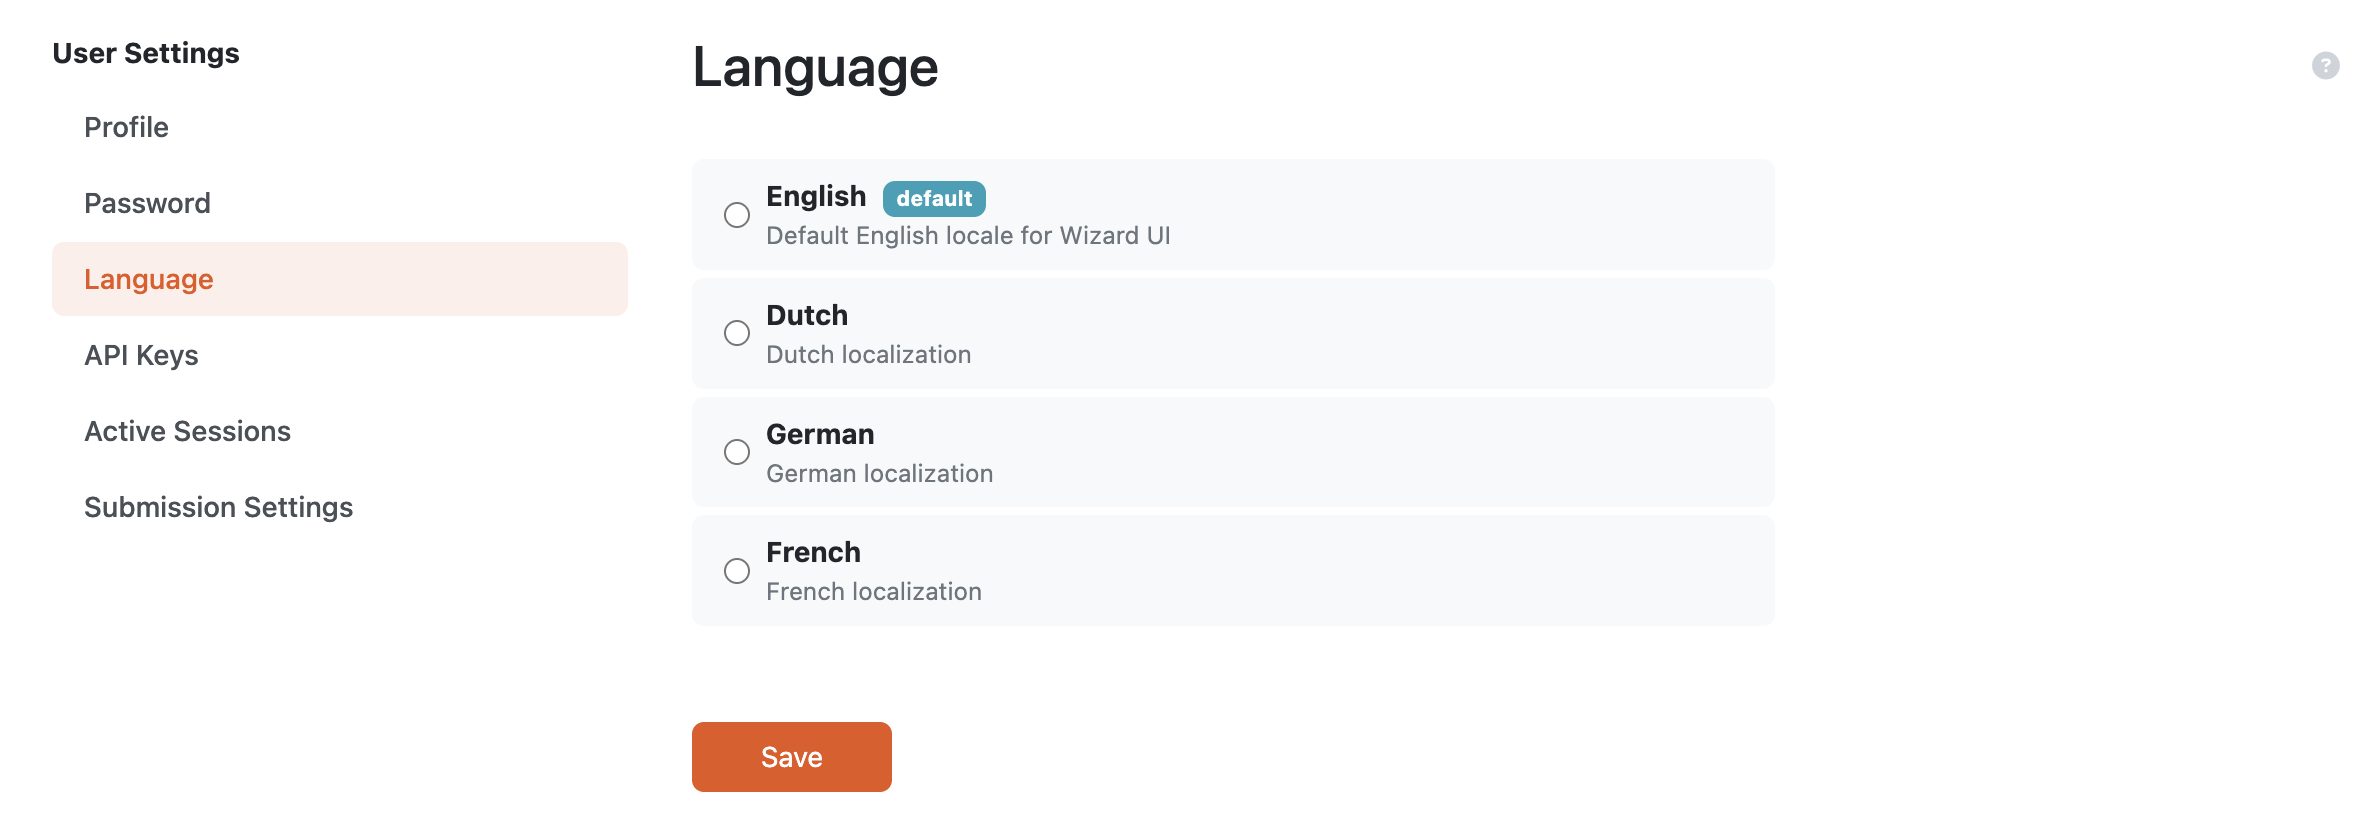 User Settings
Profile
Password
Language
API Keys
Active Sessions
Submission Settings
Language
?
English default
Default English locale for Wizard UI
Dutch
Dutch localization
German
German localization
French
French localization
Save